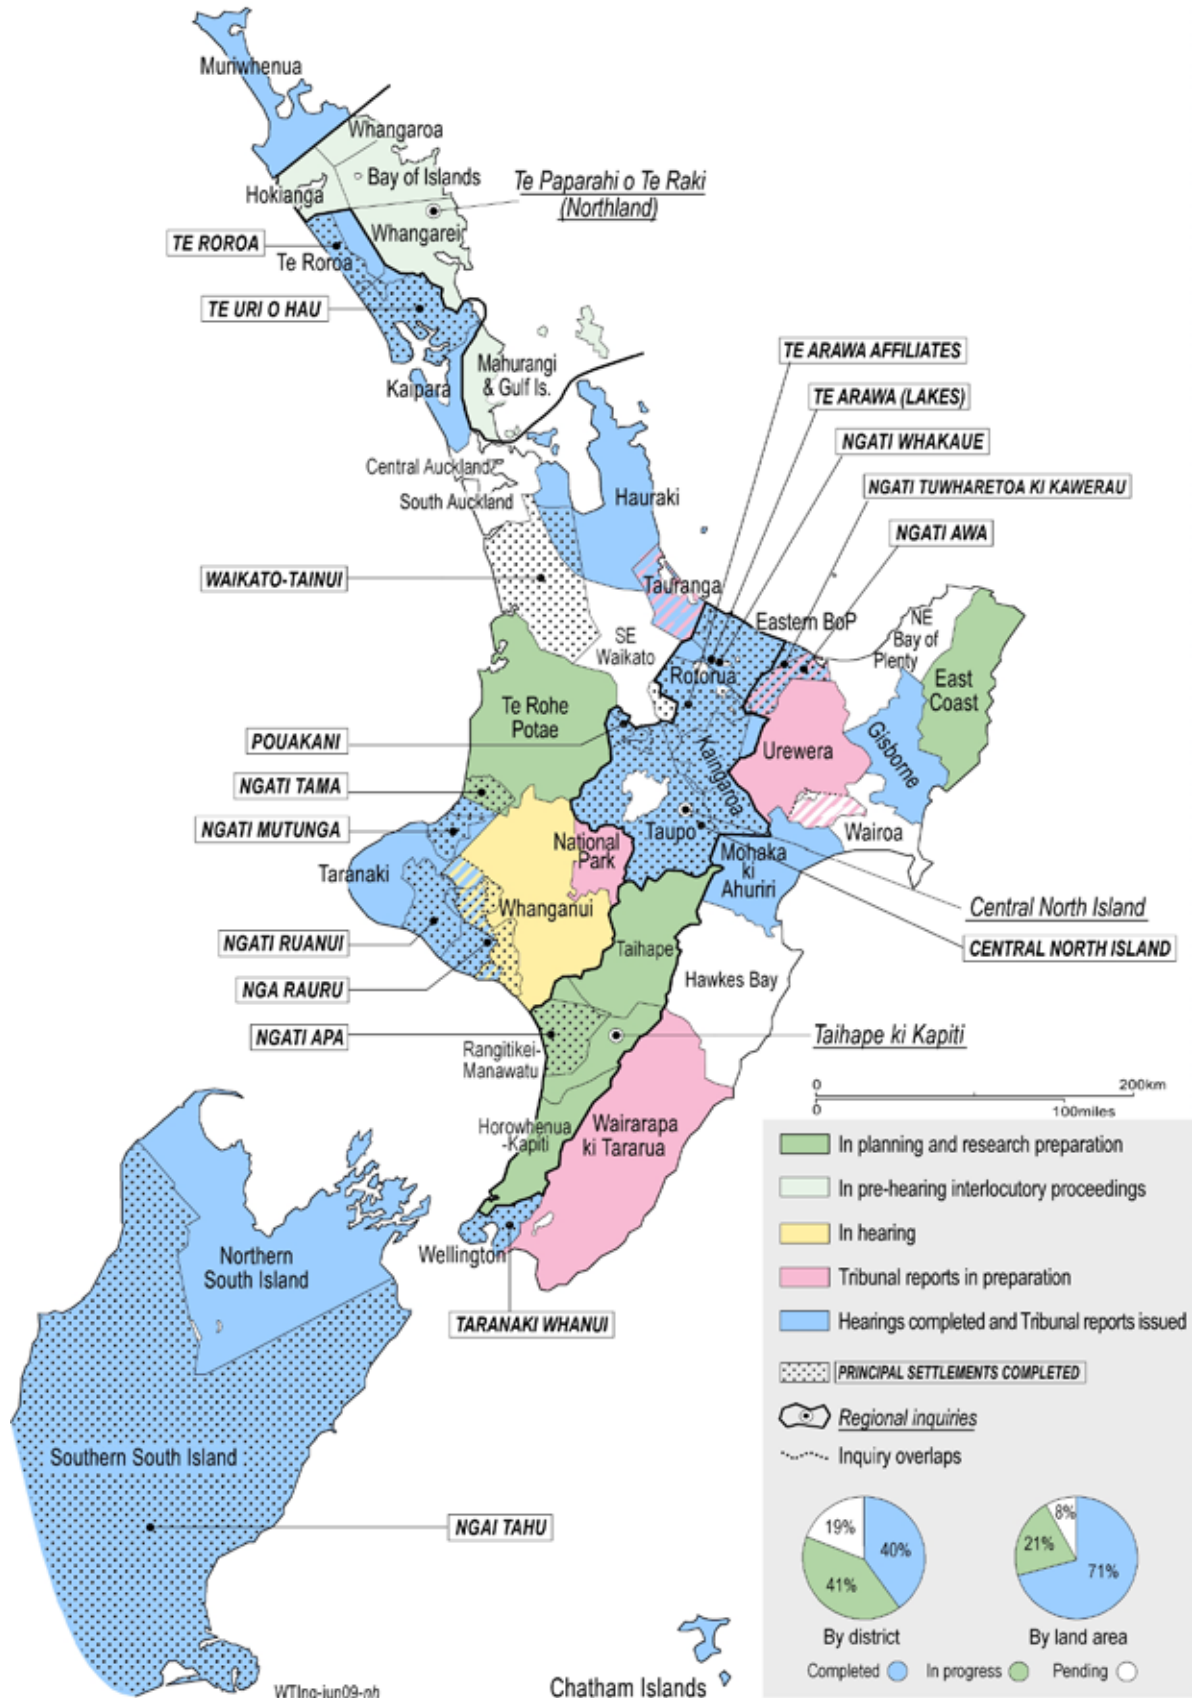 Muriwhenua
Whangaroa
Bay of Islands
Hokianga
Te Paparahi o Te Raki
(Northland)
Whangarei
TE ROROA
Te Roroa
TE URI O HAU
Mahurangi
& Gulf Is.
Kaipara
TE ARAWA AFFILIATES
TE ARAWA (LAKES)
NGATI WHAKAUE
NGATI TUWHARETOA KI KAWERAU
NGATI AWA
Central Auckland
South Auckland
Hauraki
WAIKATO-TAINUI
Tauranga
Eastern BoP
NE
Bay of
Plenty
SE
Waikato
Rotorua
East
Coast
Te Rohe
Potae
POUAKANI
Kaingaroa
Urewera
Gisborne
NGATI TAMA
NGATI MUTUNGA
Taupo
Wairoa
National
Park
Mohaka
ki
Ahuriri
Taranaki
Whanganui
Central North Island
CENTRAL NORTH ISLAND
NGATI RUANUI
Taihape
Hawkes Bay
NGA RAURU
NGATI APA
Rangitikei-
Manawatu
Taihape ki Kapiti
Horowhenua
-Kapiti
Wairarapa
ki Tararua
Wellington
TARANAKI WHANUI
Northern
South Island
Southern South Island
NGAI TAHU
Chatham Islands
WTInq-jun09-nh
0 200km
0 100miles
In planning and research preparation
In pre-hearing interlocutory proceedings
In hearing
Tribunal reports in preparation
Hearings completed and Tribunal reports issued
PRINCIPAL SETTLEMENTS COMPLETED
Regional inquiries
Inquiry overlaps
19%
40%
41%
8%
21%
71%
By district
By land area
Completed
In progress
Pending